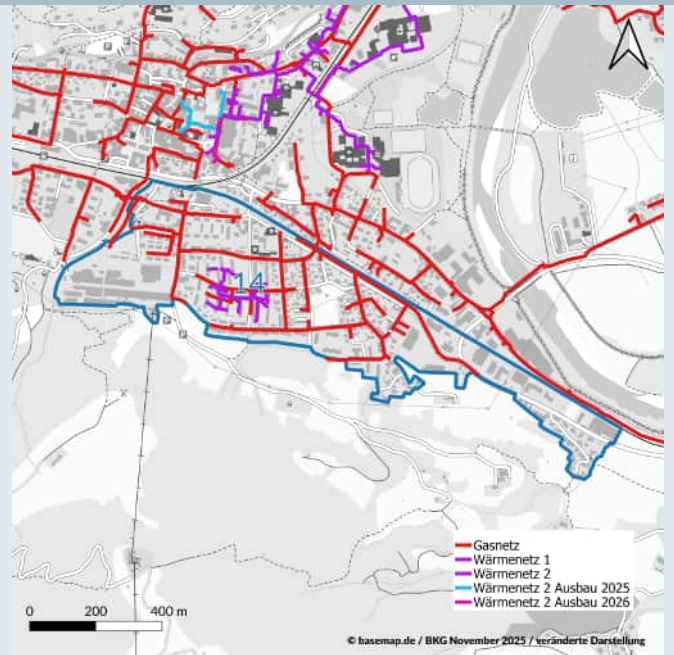 14
Gasnetz
Wärmenetz 1
Wärmenetz 2
Wärmenetz 2 Ausbau 2025
Wärmenetz 2 Ausbau 2026
0 200 400 m
© basemap.de / BKG November 2025 / veränderte Darstellung